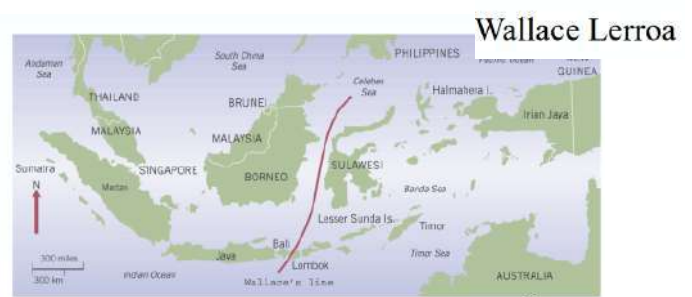 Wallace Lerroa
South China
Sea
PHILIPPINES
Pacific Ocean
NEW
GUINEA
Andaman
Sea
Celebes
Sea
Halmahera I.
THAILAND
BRUNEI
Irian Jaya
MALAYSIA
MALAYSIA
Sumatra
SINGAPORE
BORNEO
SULAWESI
N
Medan
Banda Sea
Lesser Sunda Is.
Timor
Bali
Java
Timor Sea
300 miles
300 km
Indian Ocean
Lombok
AUSTRALIA
Wallace's line